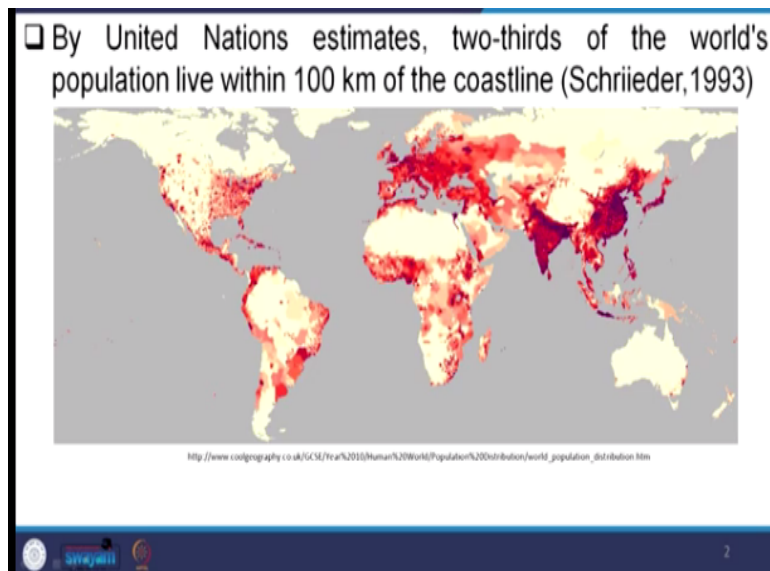 ❑ By United Nations estimates, two-thirds of the world's
population live within 100 km of the coastline (Schriieder,1993)
http://www.coolgeography.co.uk/GCSE/Year%2010/Human%20World/Population%20Distribution/world_population_distribution.htm
swayam
2